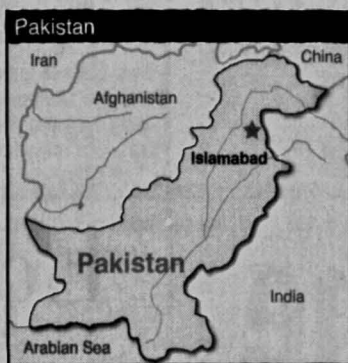 Pakistan
Iran
China
Afghanistan
Islamabad
Pakistan
India
Arabian Sea